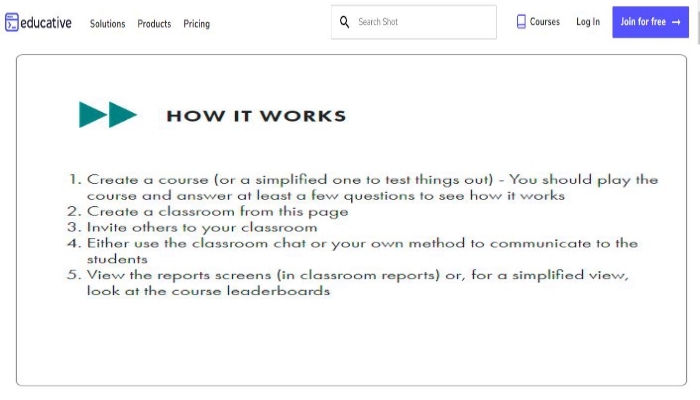 educative Solutions Products Pricing Search Shot Courses Log In Join for free →
HOW IT WORKS
1. Create a course (or a simplified one to test things out) - You should play the
course and answer at least a few questions to see how it works
2. Create a classroom from this page
3. Invite others to your classroom
4. Either use the classroom chat or your own method to communicate to the
students
5. View the reports screens (in classroom reports) or, for a simplified view,
look at the course leaderboards